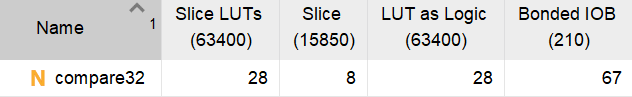 Name 1 Slice LUTs (63400) Slice (15850) LUT as Logic (63400) Bonded IOB (210)
N compare32 28 8 28 67